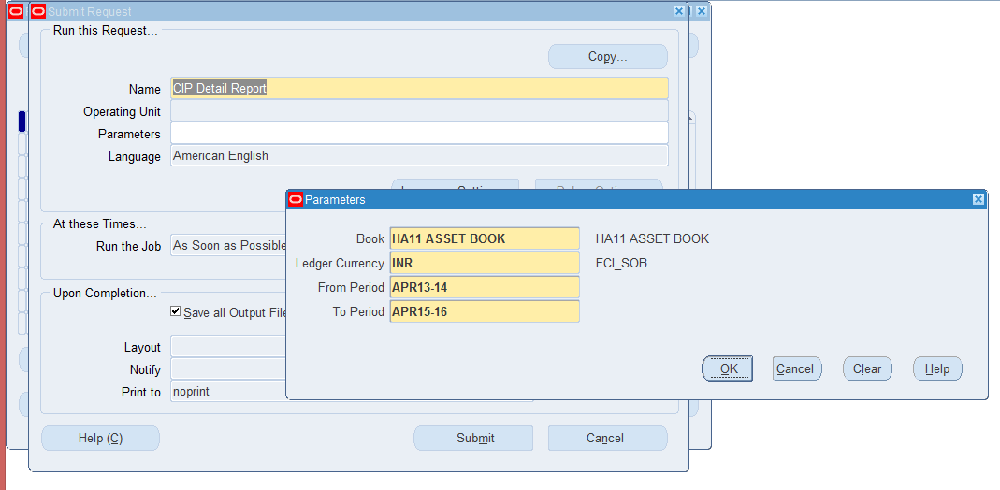 Submit Request
Run this Request...
Copy...
Name CIP Detail Report
Operating Unit
Parameters
Language American English
Parameters
At these Times...
Run the Job As Soon as Possible
Book HA11 ASSET BOOK HA11 ASSET BOOK
Ledger Currency INR FCI_SOB
From Period APR13-14
To Period APR15-16
Upon Completion...
Save all Output File
Layout
Notify
Print to noprint
OK Cancel Clear Help
Help (C) Submit Cancel